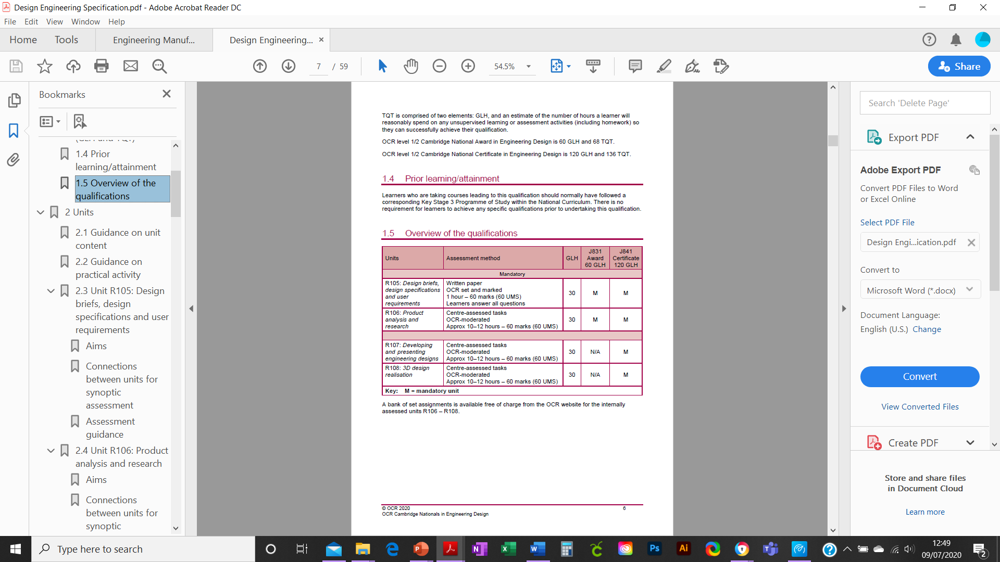 Design Engineering Specification.pdf - Adobe Acrobat Reader DC
File Edit View Window Help
Home Tools Engineering Manuf... Design Engineering...
7 / 59 54.5% Share
Bookmarks
1.4 Prior
learning/attainment
1.5 Overview of the
qualifications
2 Units
2.1 Guidance on unit
content
2.2 Guidance on
practical activity
2.3 Unit R105: Design
briefs, design
specifications and user
requirements
Aims
Connections
between units for
synoptic
assessment
Assessment
guidance
2.4 Unit R106: Product
analysis and research
Aims
Connections
between units for
synoptic
TQT is comprised of two elements: GLH, and an estimate of the number of hours a learner will
reasonably spend on any unsupervised learning or assessment activities (including homework) so
they can successfully achieve their qualification.
OCR level 1/2 Cambridge National Award in Engineering Design is 60 GLH and 68 TQT.
OCR level 1/2 Cambridge National Certificate in Engineering Design is 120 GLH and 136 TQT.
1.4 Prior learning/attainment
Learners who are taking courses leading to this qualification should normally have followed a
corresponding Key Stage 3 Programme of Study within the National Curriculum. There is no
requirement for learners to achieve any specific qualifications prior to undertaking this qualification.
1.5 Overview of the qualifications
Units Assessment method GLH J831 Award 60 GLH J841 Certificate 120 GLH
Mandatory
R105: Design briefs, Written paper
design specifications OCR set and marked
and user 1 hour – 60 marks (60 UMS) 30 M M
requirements Learners answer all questions
R106: Product Centre-assessed tasks
analysis and OCR-moderated 30 M M
research Approx 10–12 hours – 60 marks (60 UMS)
R107: Developing Centre-assessed tasks
and presenting OCR-moderated 30 N/A M
engineering designs Approx 10–12 hours – 60 marks (60 UMS)
R108: 3D design Centre-assessed tasks
realisation OCR-moderated 30 N/A M
Approx 10–12 hours – 60 marks (60 UMS)
Key: M = mandatory unit
A bank of set assignments is available free of charge from the OCR website for the internally
assessed units R106 – R108.
© OCR 2020 6
OCR Cambridge Nationals in Engineering Design
Search 'Delete Page'
Export PDF
Adobe Export PDF
Convert PDF Files to Word
or Excel Online
Select PDF File
Design Engi...ication.pdf
Convert to
Microsoft Word (*.docx)
Document Language:
English (U.S.) Change
Convert
View Converted Files
Create PDF
Store and share files
in Document Cloud
Learn more
Type here to search
Ps Ai
12:49
09/07/2020
2